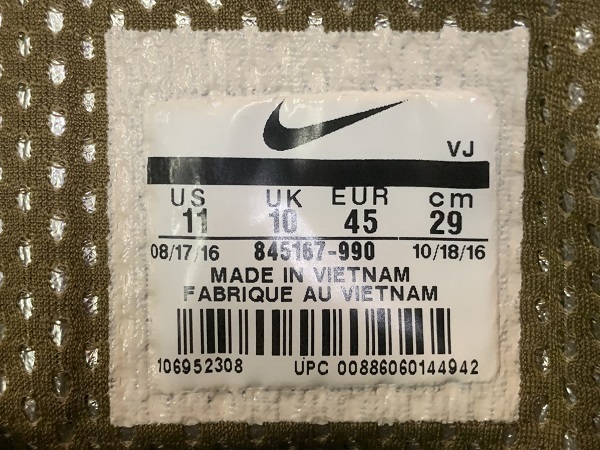 VJ
US UK EUR cm
11 10 45 29
08/17/16 845167-990 10/18/16
MADE IN VIETNAM
FABRIQUE AU VIETNAM
106952308 UPC 00886060144942